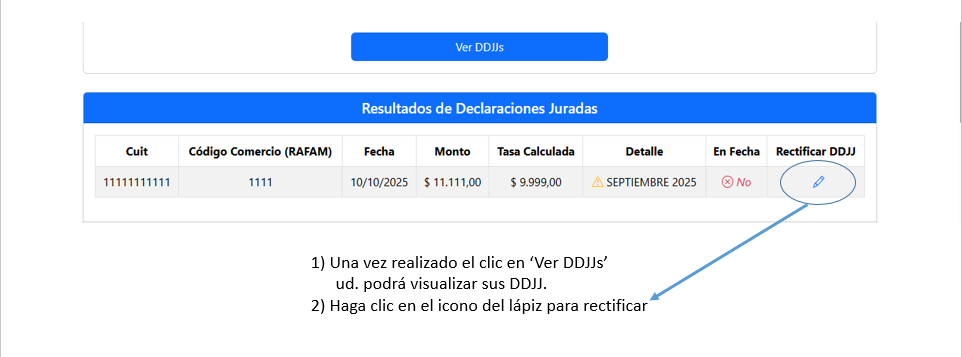 Ver DDJJs
Resultados de Declaraciones Juradas
Cuit Código Comercio (RAFAM) Fecha Monto Tasa Calculada Detalle En Fecha Rectificar DDJJ
11111111111 1111 10/10/2025 $ 11.111,00 $ 9.999,00 SEPTIEMBRE 2025 No
1) Una vez realizado el clic en ‘Ver DDJJs’
ud. podrá visualizar sus DDJJ.
2) Haga clic en el icono del lápiz para rectificar